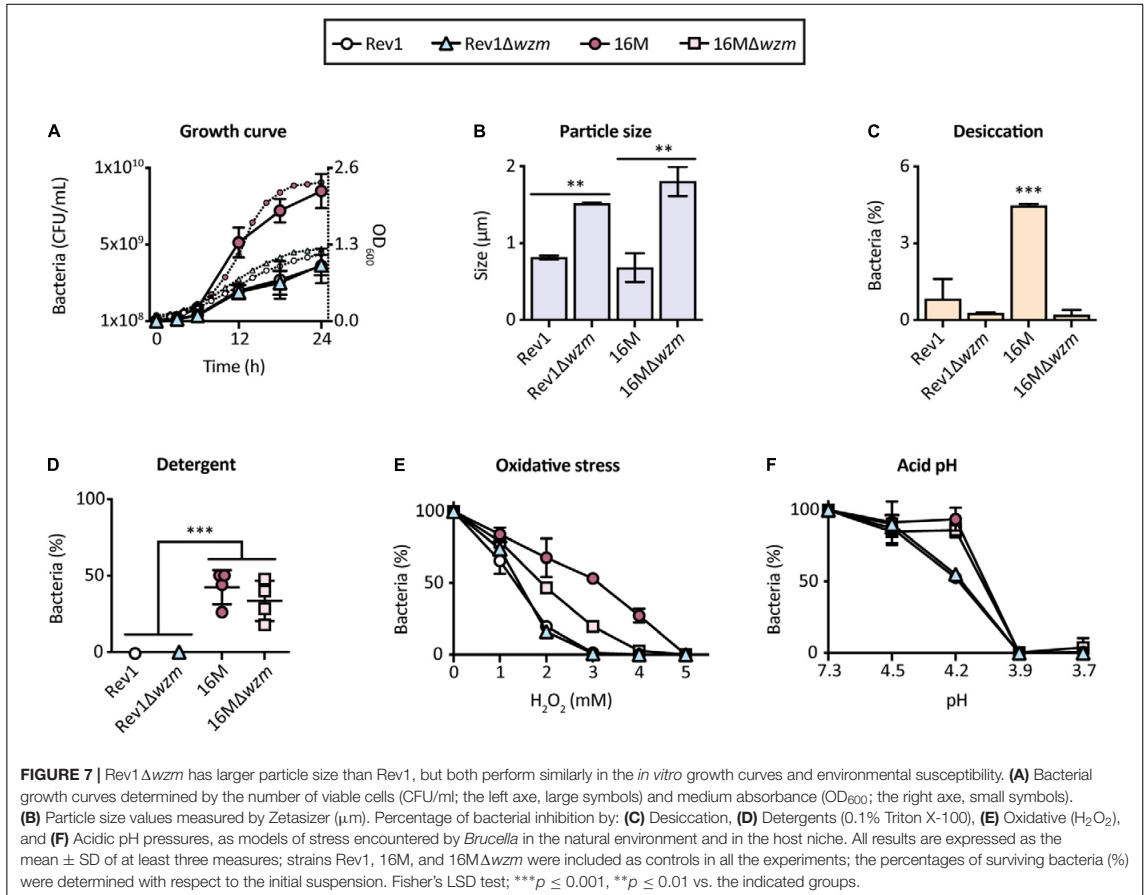 Rev1 Rev1Δwzm 16M 16MΔwzm
A Growth curve
Bacteria (CFU/mL)
1x10¹⁰
5x10⁹
1x10⁸
2.6
1.3
0.0
OD₆₀₀
0 12 24
Time (h)
B Particle size
Size (μm)
2
1
0
** **
Rev1 Rev1Δwzm 16M 16MΔwzm
C Desiccation
Bacteria (%)
6
3
0
***
Rev1 Rev1Δwzm 16M 16MΔwzm
D Detergent
Bacteria (%)
100
50
0
***
Rev1 Rev1Δwzm 16M 16MΔwzm
E Oxidative stress
Bacteria (%)
100
50
0
0 1 2 3 4 5
H₂O₂ (mM)
F Acid pH
Bacteria (%)
100
50
0
7.3 4.5 4.2 3.9 3.7
pH
FIGURE 7 | Rev1Δwzm has larger particle size than Rev1, but both perform similarly in the in vitro growth curves and environmental susceptibility. (A) Bacterial
growth curves determined by the number of viable cells (CFU/ml; the left axe, large symbols) and medium absorbance (OD₆₀₀; the right axe, small symbols).
(B) Particle size values measured by Zetasizer (μm). Percentage of bacterial inhibition by: (C) Desiccation, (D) Detergents (0.1% Triton X-100), (E) Oxidative (H₂O₂),
and (F) Acidic pH pressures, as models of stress encountered by Brucella in the natural environment and in the host niche. All results are expressed as the
mean ± SD of at least three measures; strains Rev1, 16M, and 16MΔwzm were included as controls in all the experiments; the percentages of surviving bacteria (%)
were determined with respect to the initial suspension. Fisher's LSD test; ***p ≤ 0.001, **p ≤ 0.01 vs. the indicated groups.